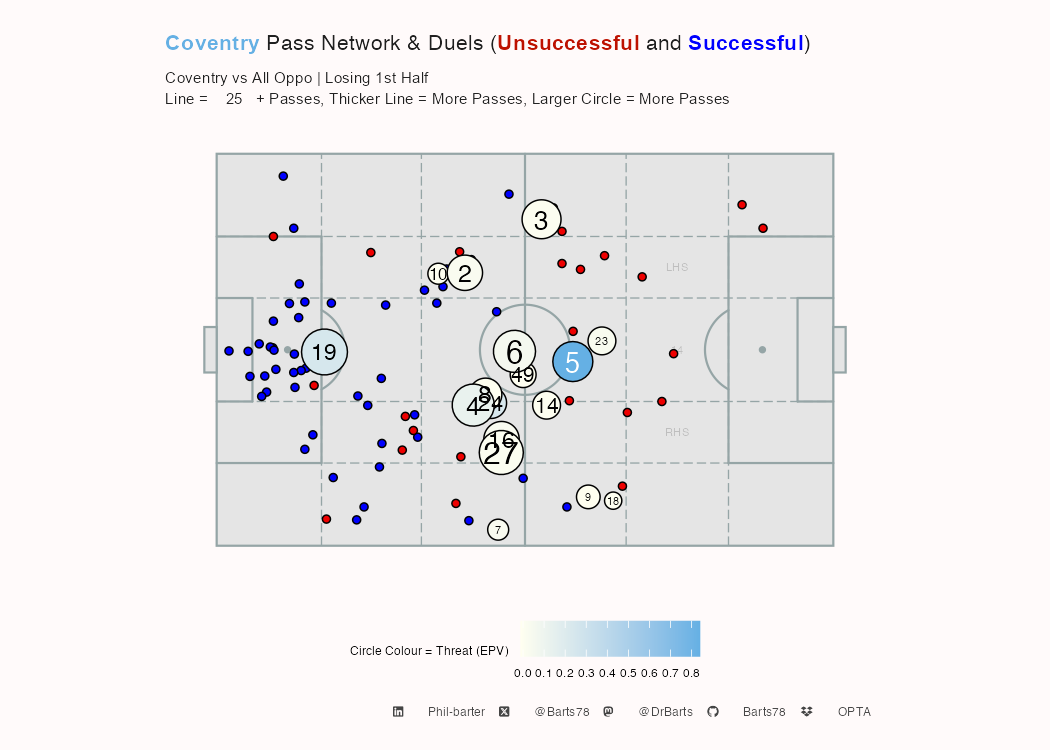 Coventry Pass Network & Duels (Unsuccessful and Successful)
Coventry vs All Oppo | Losing 1st Half
Line = 25 + Passes, Thicker Line = More Passes, Larger Circle = More Passes
3
LHS
10 2
23
19 6 5
49
8
4 24 14
16
RHS
27
9 18
7
Circle Colour = Threat (EPV)
0.0 0.1 0.2 0.3 0.4 0.5 0.6 0.7 0.8
Phil-barter @Barts78 @DrBarts Barts78 OPTA